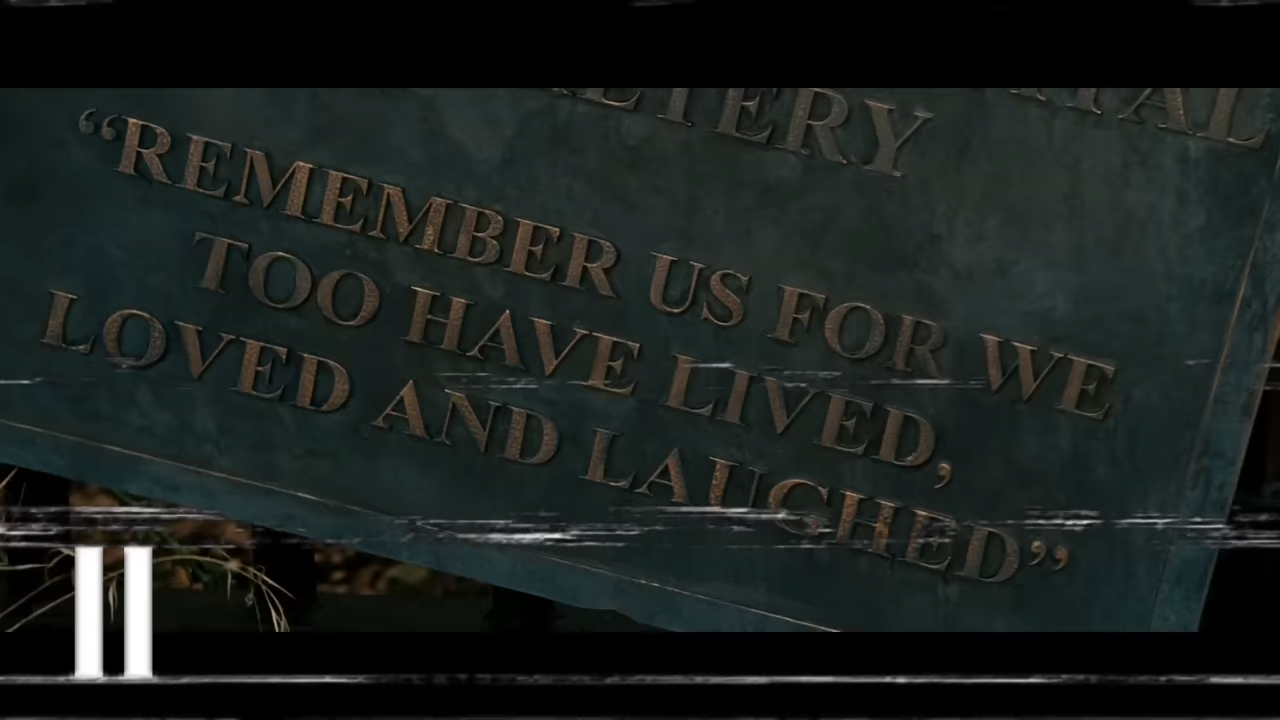 “REMEMBER US FOR WE
TOO HAVE LIVED,
LOVED AND LAUGHED”